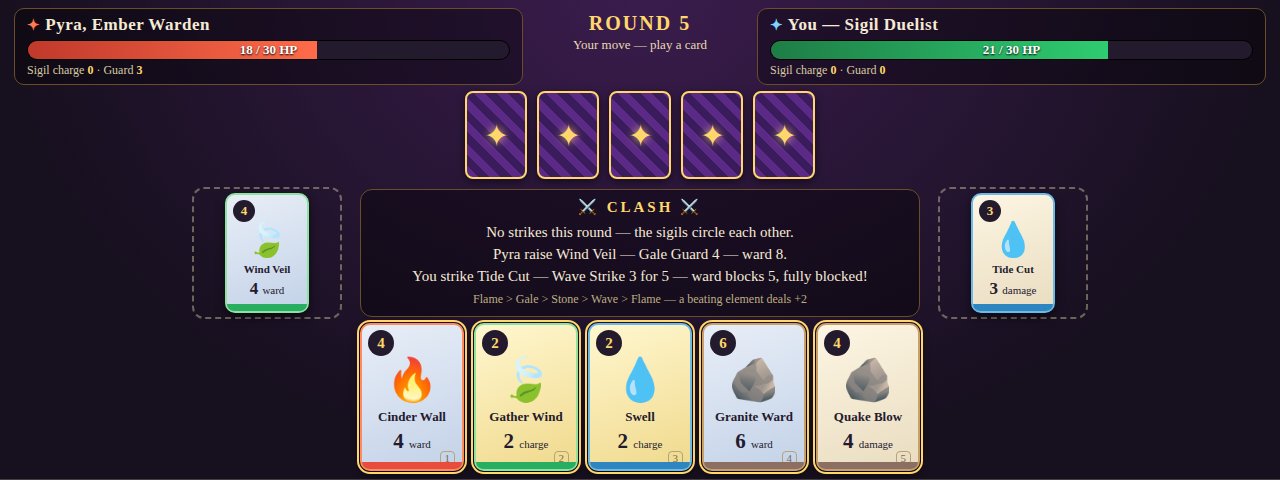 ✦ Pyra, Ember Warden
18 / 30 HP
Sigil charge 0 · Guard 3
ROUND 5
Your move — play a card
✦ You — Sigil Duelist
21 / 30 HP
Sigil charge 0 · Guard 0
4
Wind Veil
4 ward
⚔️ CLASH ⚔️
No strikes this round — the sigils circle each other.
Pyra raise Wind Veil — Gale Guard 4 — ward 8.
You strike Tide Cut — Wave Strike 3 for 5 — ward blocks 5, fully blocked!
Flame > Gale > Stone > Wave > Flame — a beating element deals +2
3
Tide Cut
3 damage
4
Cinder Wall
4 ward
1
2
Gather Wind
2 charge
2
2
Swell
2 charge
3
6
Granite Ward
6 ward
4
4
Quake Blow
4 damage
5